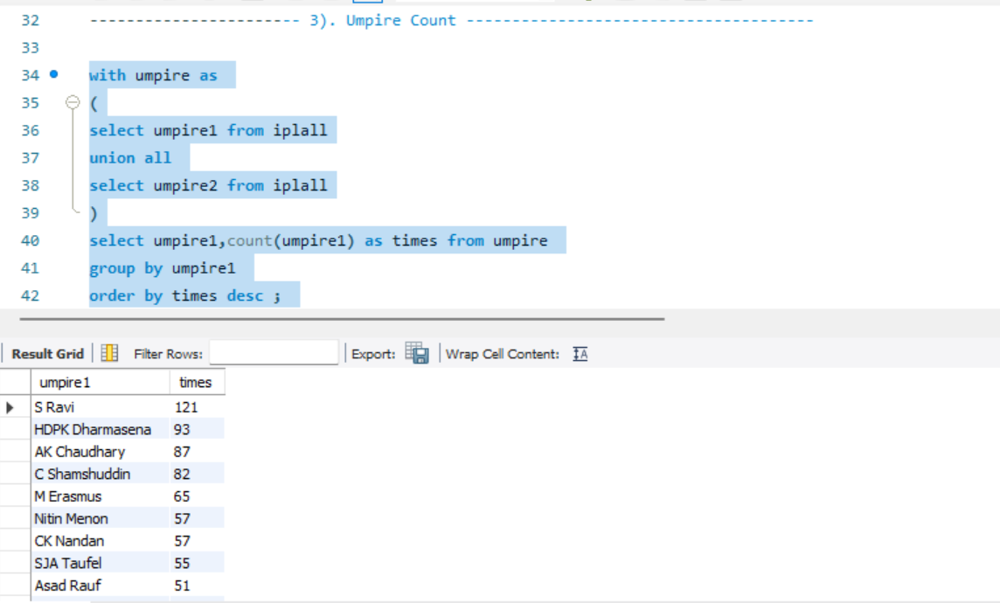 32 ----------------------- 3). Umpire Count --------------------------------------
33
34 with umpire as
35 (
36 select umpire1 from iplall
37 union all
38 select umpire2 from iplall
39 )
40 select umpire1,count(umpire1) as times from umpire
41 group by umpire1
42 order by times desc ;
Result Grid Filter Rows: Export: Wrap Cell Content: IA
umpire1 times
S Ravi 121
HDPK Dharmasena 93
AK Chaudhary 87
C Shamshuddin 82
M Erasmus 65
Nitin Menon 57
CK Nandan 57
SJA Taufel 55
Asad Rauf 51